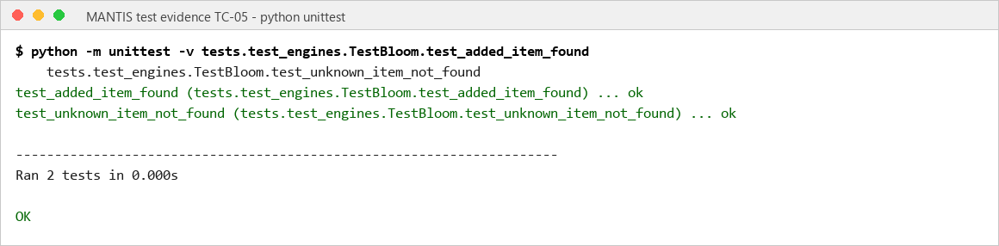 MANTIS test evidence TC-05 - python unittest
$ python -m unittest -v tests.test_engines.TestBloom.test_added_item_found
tests.test_engines.TestBloom.test_unknown_item_not_found
test_added_item_found (tests.test_engines.TestBloom.test_added_item_found) ... ok
test_unknown_item_not_found (tests.test_engines.TestBloom.test_unknown_item_not_found) ... ok
----------------------------------------------------------------------
Ran 2 tests in 0.000s
OK